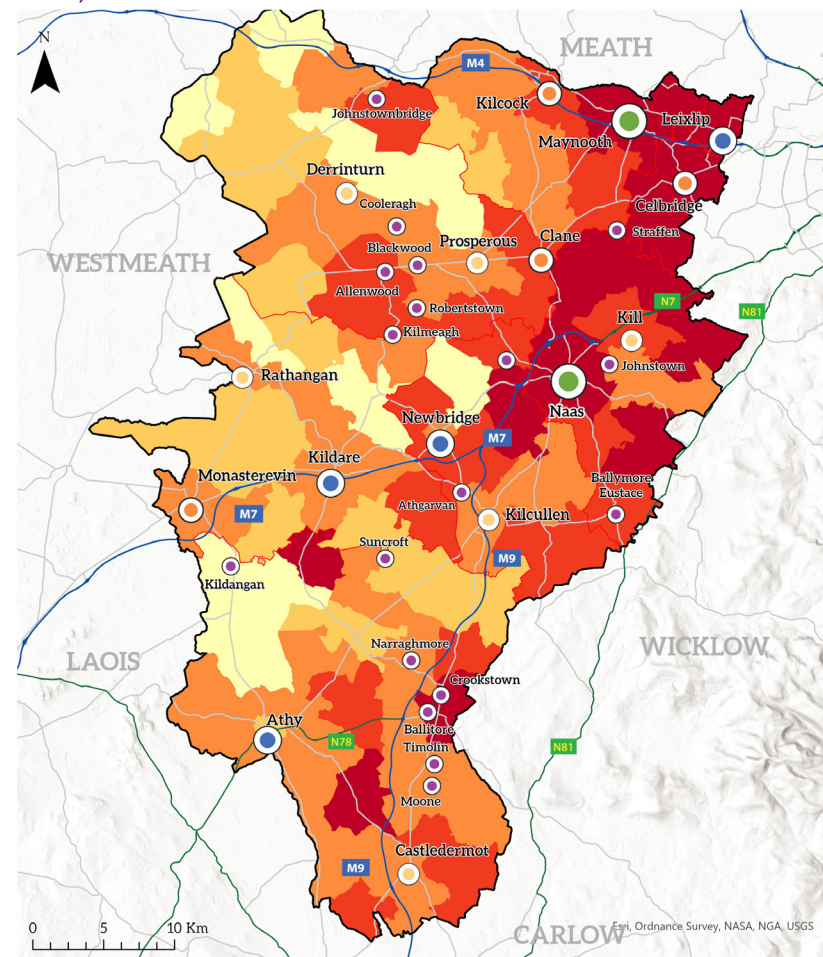 N
MEATH
M4
Kilcock
Leixlip
Johnstownbridge
Maynooth
Derrinturn
Cooleragh
Celbridge
Straffen
Clane
Prosperous
Blackwood
WESTMEATH
Allenwood
N7
N81
Robertstown
Kill
Kilmeagh
Johnstown
Rathangan
Naas
Newbridge
M7
Kildare
Monasterevin
Ballymore
Eustace
Athgarvan
Kilcullen
M7
Suncroft
M9
Kildangan
Narraghmore
WICKLOW
LAOIS
Crookstown
Athy
Ballitore
N78
Timolin
N81
Moone
Castledermot
M9
0 5 10 Km
CARLOW
Esri, Ordnance Survey, NASA, NGA, USGS